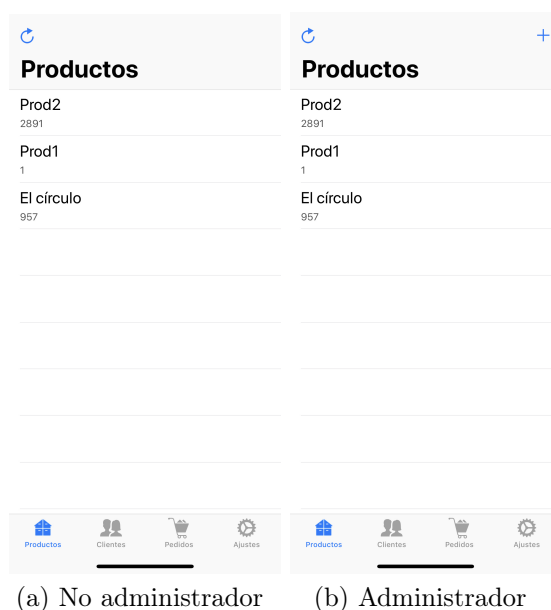 Productos
Prod2
2891
Prod1
1
El círculo
957
Productos Clientes Pedidos Ajustes
(a) No administrador
+
Productos
Prod2
2891
Prod1
1
El círculo
957
Productos Clientes Pedidos Ajustes
(b) Administrador